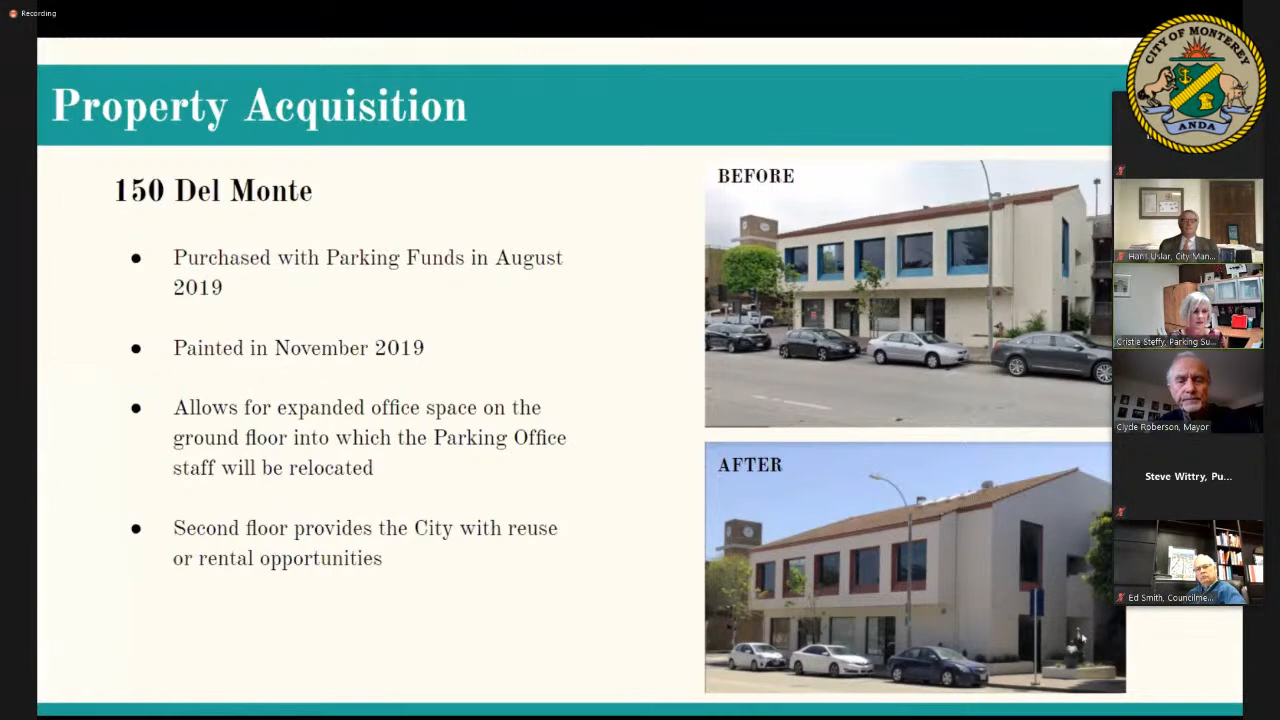 Recording
Property Acquisition
CITY OF MONTEREY
ANDA
150 Del Monte
● Purchased with Parking Funds in August
2019
● Painted in November 2019
● Allows for expanded office space on the
ground floor into which the Parking Office
staff will be relocated
● Second floor provides the City with reuse
or rental opportunities
BEFORE
AFTER
Hans Uslar, City Man...
Cristie Steffy, Parking Su...
Clyde Roberson, Mayor
Steve Wittry, Pu...
Ed Smith, Councilme...